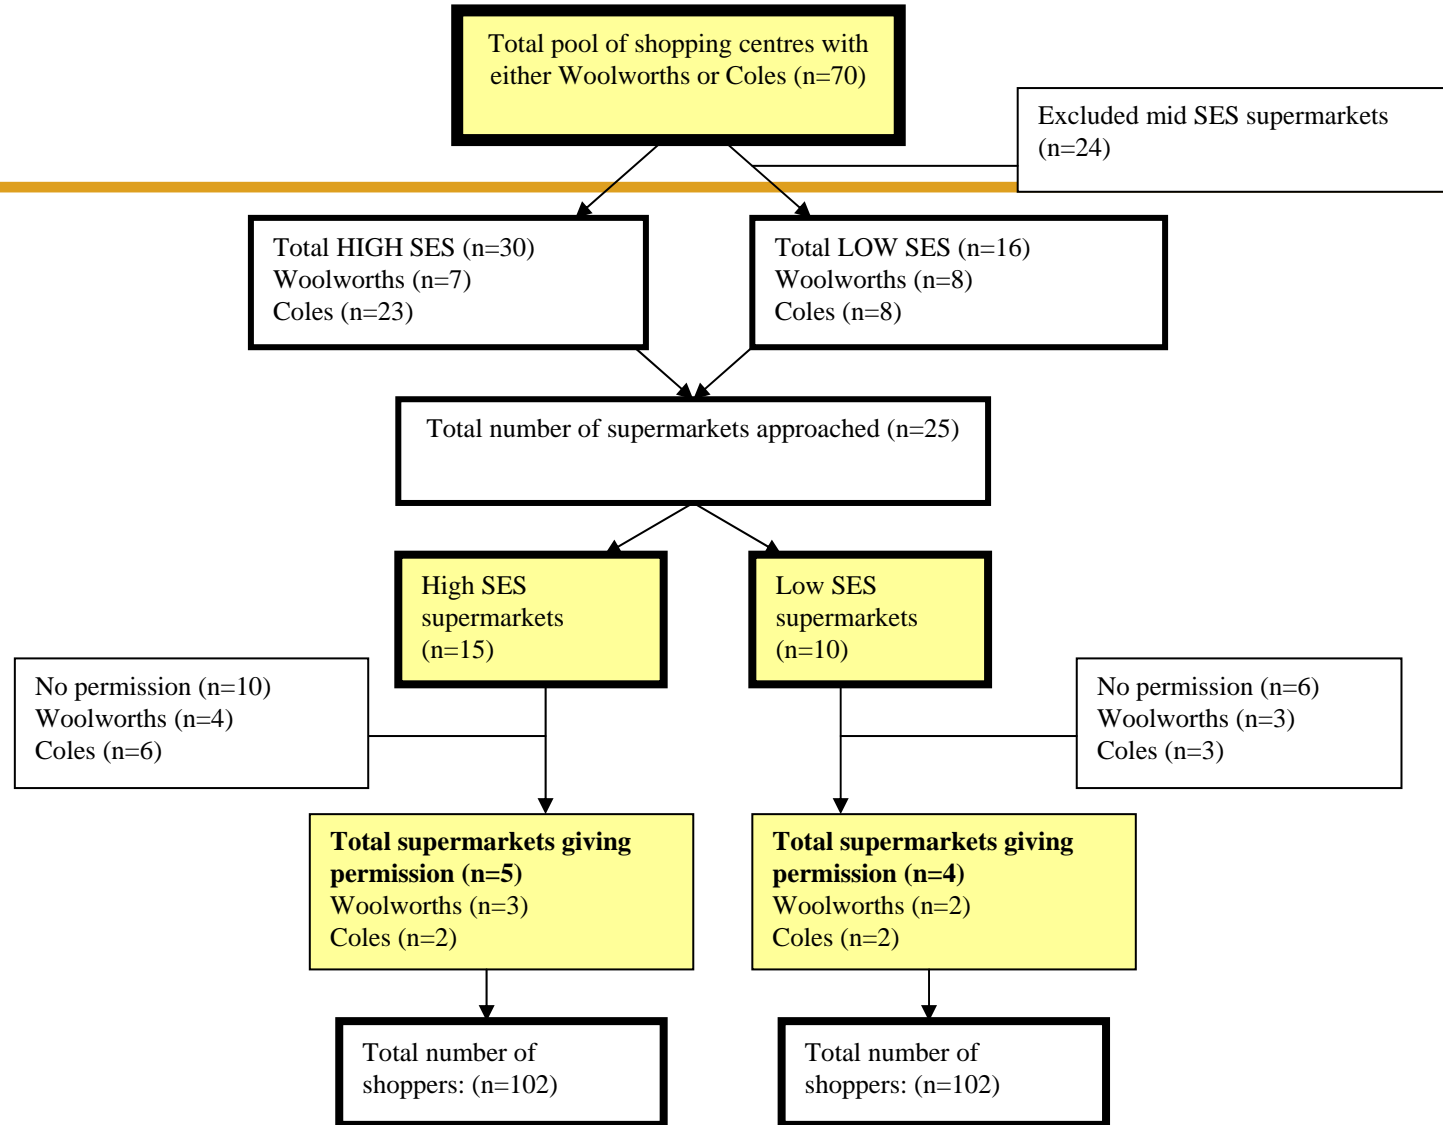 Total pool of shopping centres with
either Woolworths or Coles (n=70)
Excluded mid SES supermarkets
(n=24)
Total HIGH SES (n=30)
Woolworths (n=7)
Coles (n=23)
Total LOW SES (n=16)
Woolworths (n=8)
Coles (n=8)
Total number of supermarkets approached (n=25)
High SES
supermarkets
(n=15)
Low SES
supermarkets
(n=10)
No permission (n=10)
Woolworths (n=4)
Coles (n=6)
No permission (n=6)
Woolworths (n=3)
Coles (n=3)
Total supermarkets giving
permission (n=5)
Woolworths (n=3)
Coles (n=2)
Total supermarkets giving
permission (n=4)
Woolworths (n=2)
Coles (n=2)
Total number of
shoppers: (n=102)
Total number of
shoppers: (n=102)